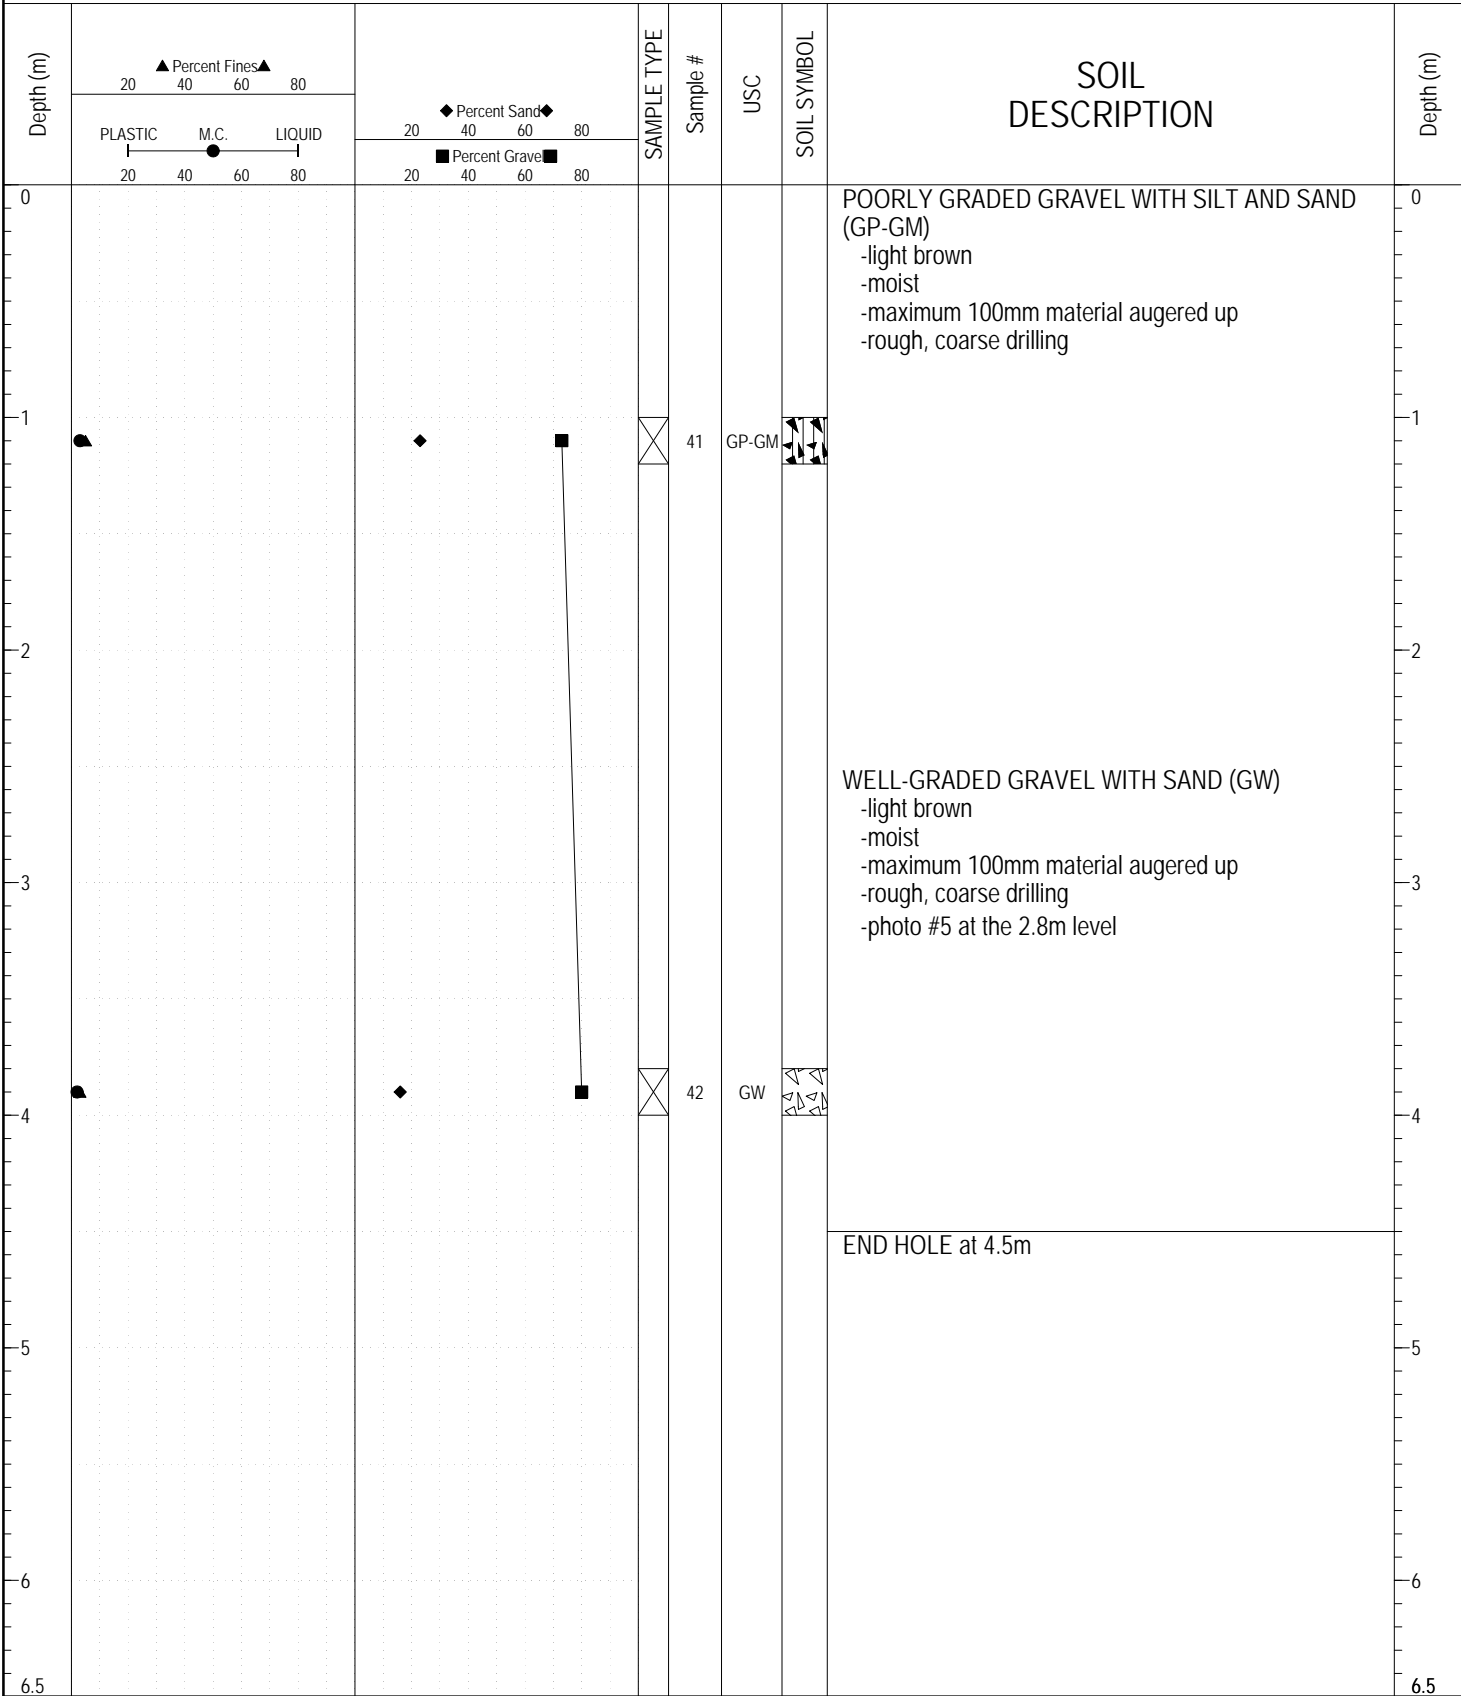 Depth (m)
▲ Percent Fines ▲
20 40 60 80
PLASTIC M.C. LIQUID
20 40 60 80
◆ Percent Sand ◆
20 40 60 80
■ Percent Gravel ■
20 40 60 80
SAMPLE TYPE
Sample #
USC
SOIL SYMBOL
SOIL
DESCRIPTION
Depth (m)
0
POORLY GRADED GRAVEL WITH SILT AND SAND
0
(GP-GM)
-light brown
-moist
-maximum 100mm material augered up
-rough, coarse drilling
1
1
41 GP-GM
2
2
WELL-GRADED GRAVEL WITH SAND (GW)
-light brown
-moist
-maximum 100mm material augered up
3
3
-rough, coarse drilling
-photo #5 at the 2.8m level
42 GW
4
4
END HOLE at 4.5m
5
5
6
6
6.5
6.5